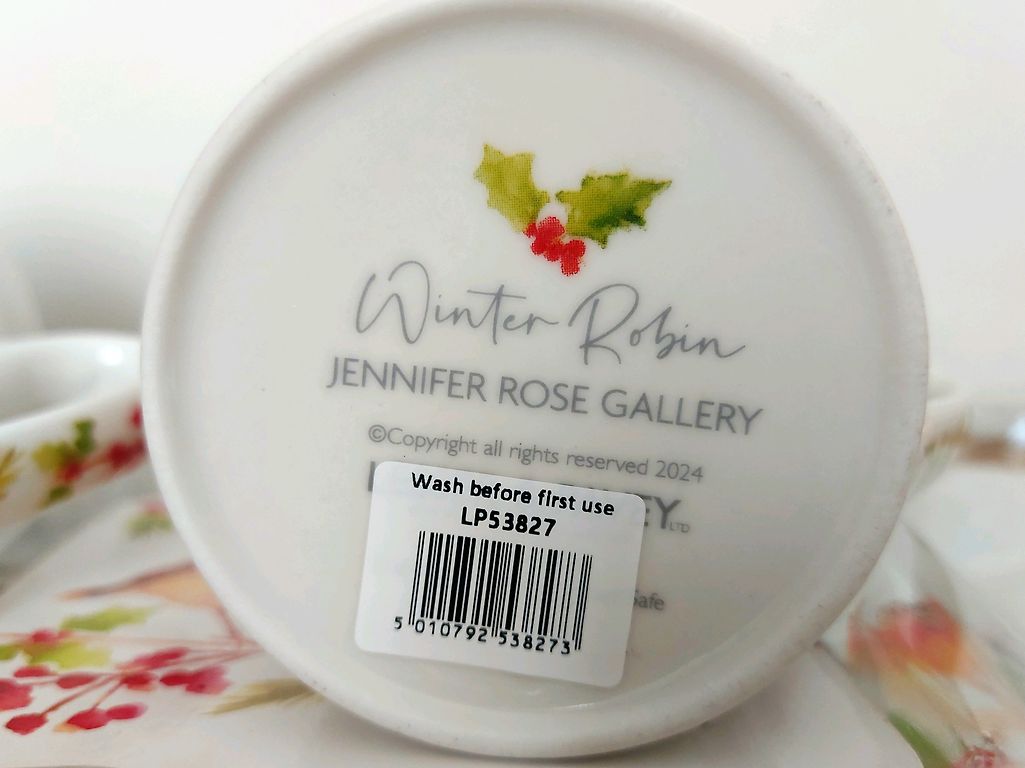 Winter Robin
JENNIFER ROSE GALLERY
©Copyright all rights reserved 2024
LTD
Wash before first use
LP53827
5 010792 538273
Safe